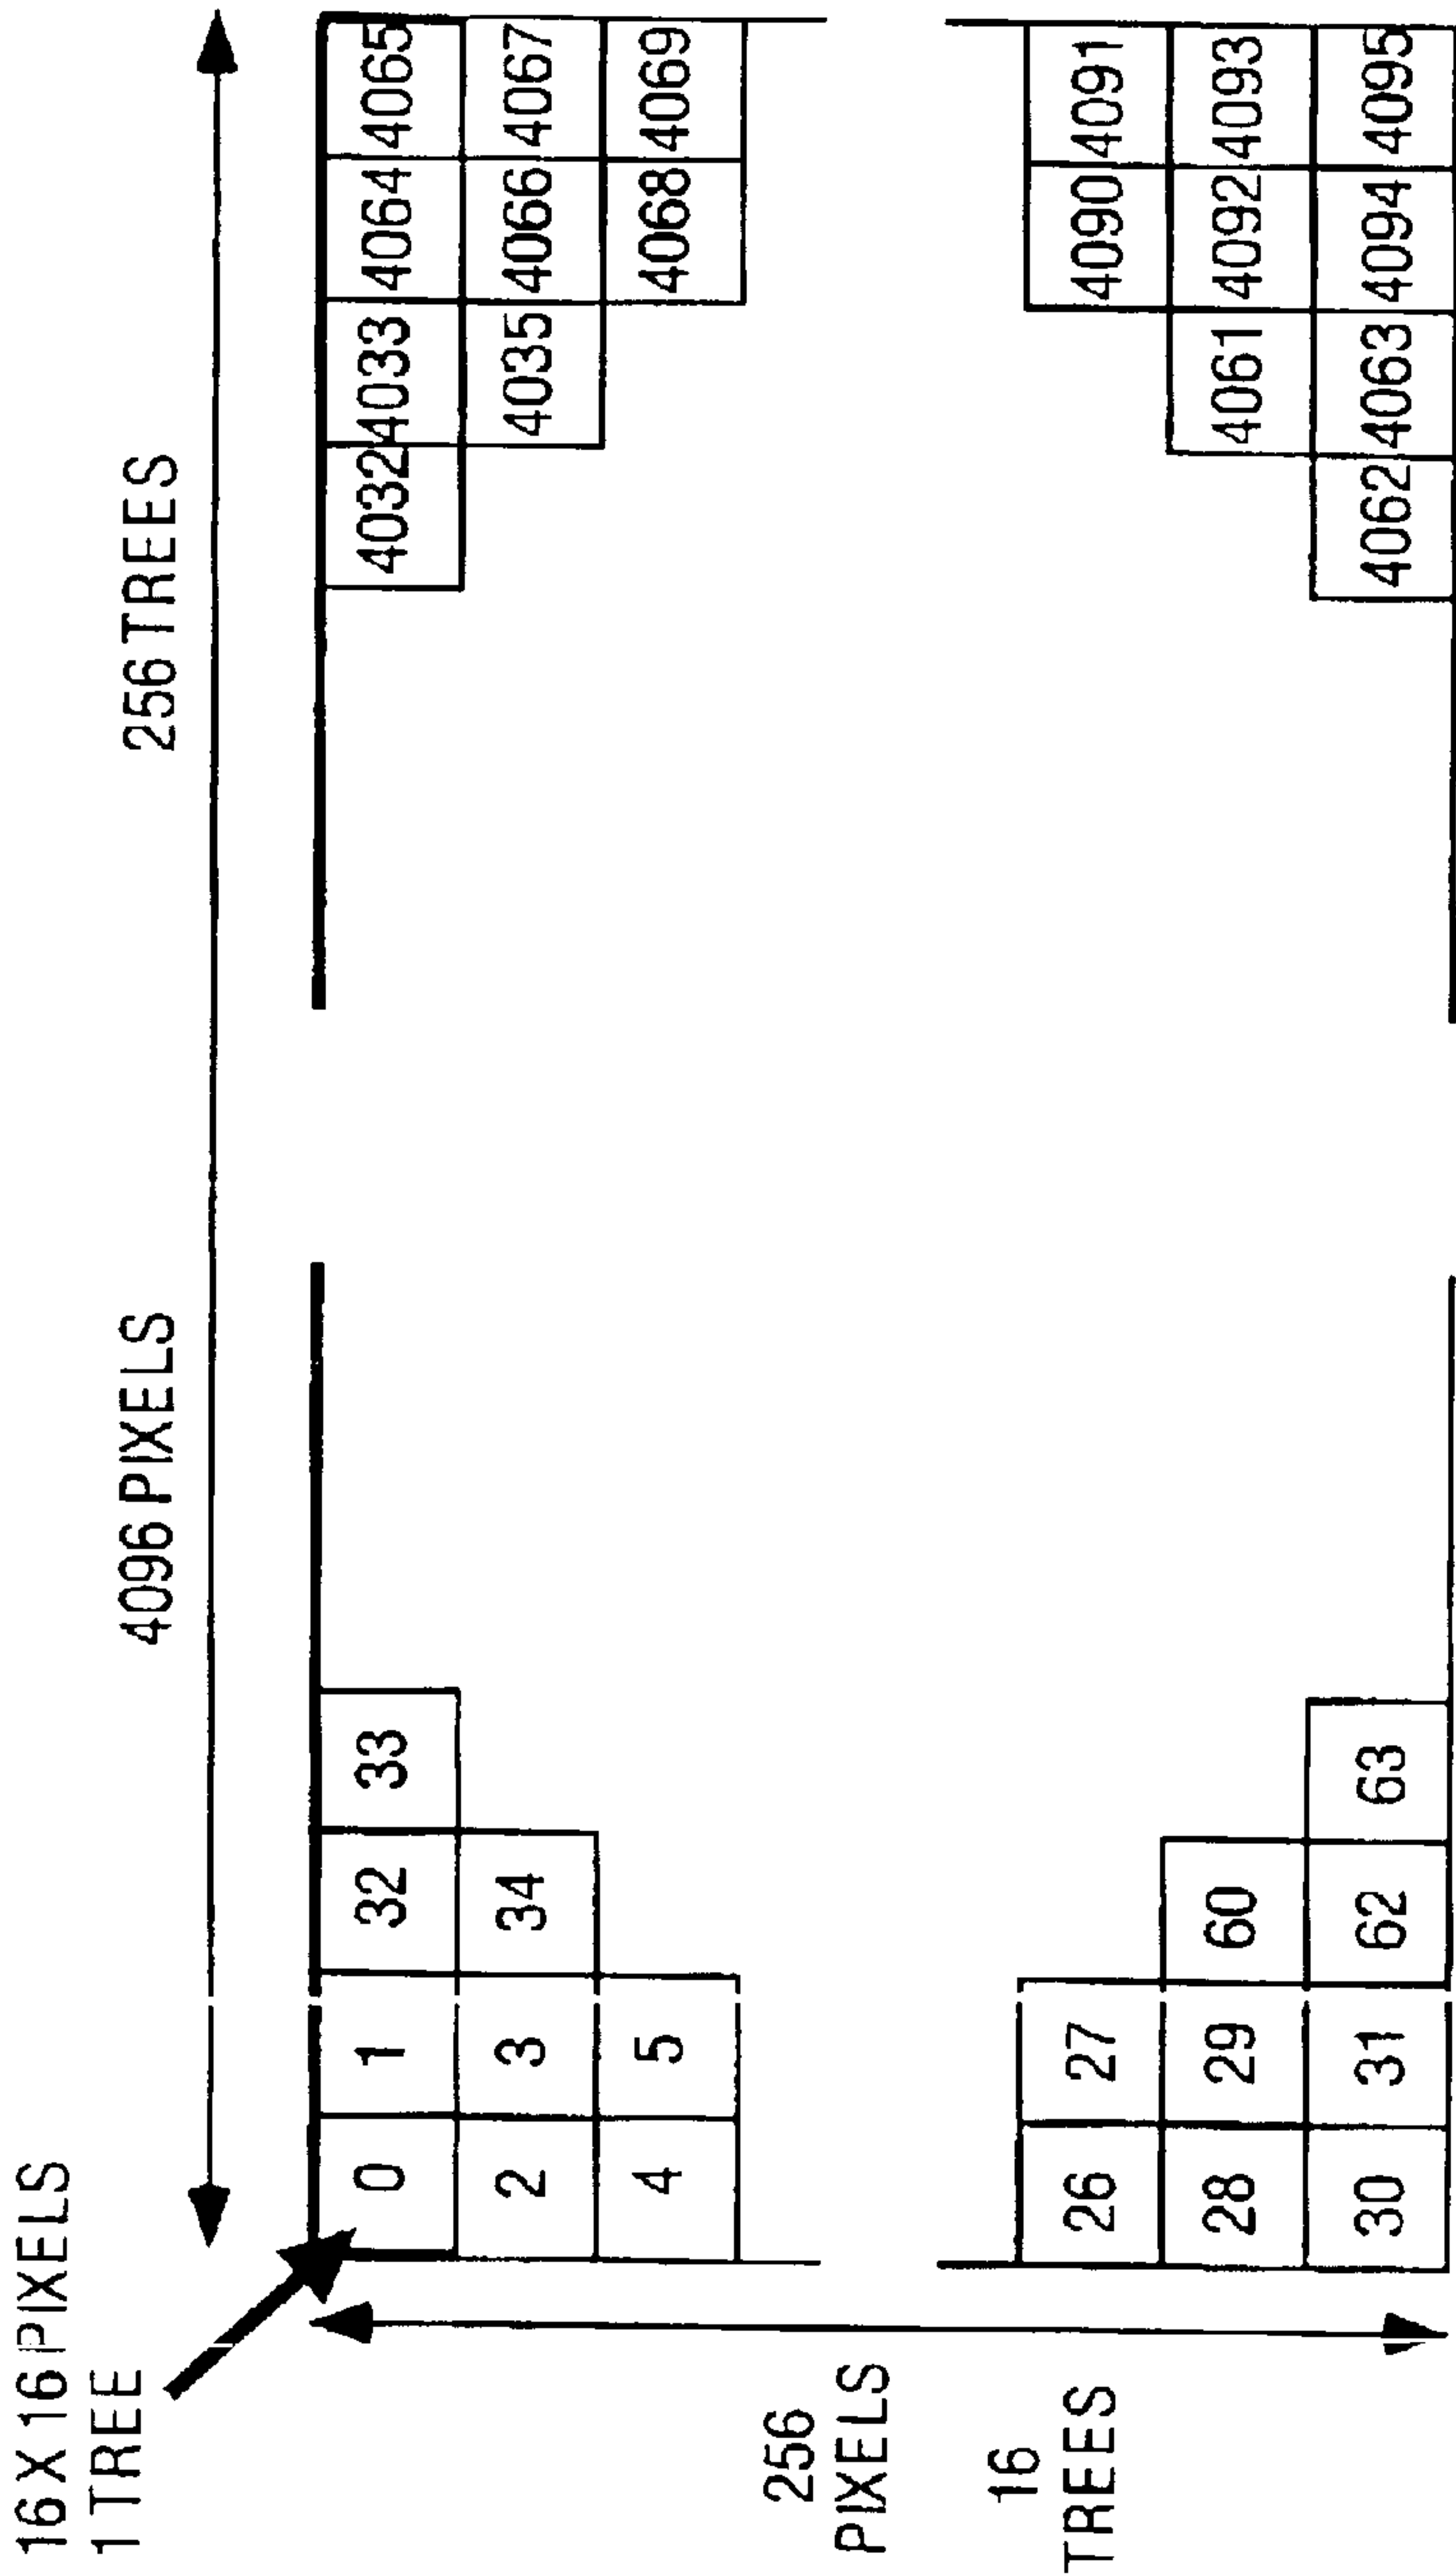 16 X 16 PIXELS
1 TREE
4096 PIXELS
256 TREES
256
PIXELS
16
TREES
0 1 32 33
2 3 34
4 5
26 27
28 29 60
30 31 62 63
4032 4033 4064 4065
4035 4066 4067
4068 4069
4090 4091
4061 4092 4093
4062 4063 4094 4095